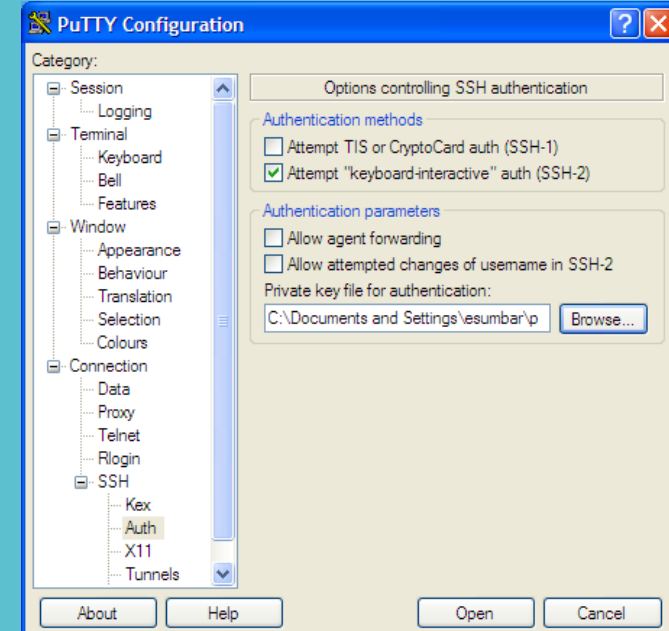 PuTTY Configuration
Category:
Session
Logging
Terminal
Keyboard
Bell
Features
Window
Appearance
Behaviour
Translation
Selection
Colours
Connection
Data
Proxy
Telnet
Rlogin
SSH
Kex
Auth
X11
Tunnels
Options controlling SSH authentication
Authentication methods
Attempt TIS or CryptoCard auth (SSH-1)
Attempt "keyboard-interactive" auth (SSH-2)
Authentication parameters
Allow agent forwarding
Allow attempted changes of username in SSH-2
Private key file for authentication:
C:\Documents and Settings\esumbar\p
Browse...
About
Help
Open
Cancel